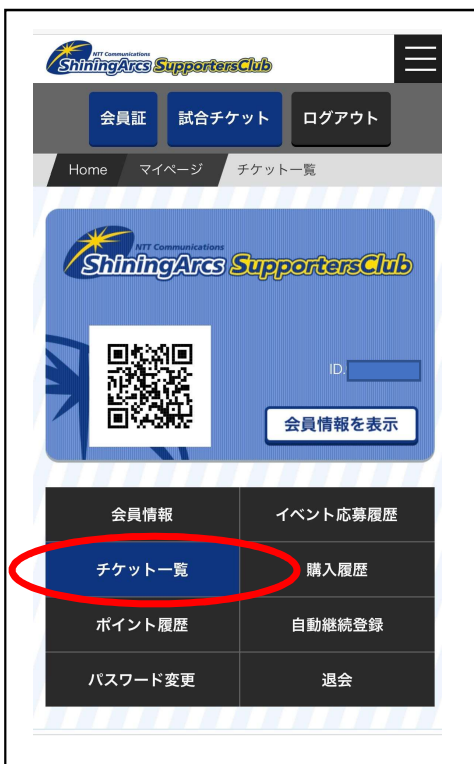 NTT Communications
ShiningArcs SupportersClub
会員証 試合チケット ログアウト
Home マイページ チケット一覧
NTT Communications
ShiningArcs SupportersClub
ID.
会員情報を表示
会員情報 イベント応募履歴
チケット一覧 購入履歴
ポイント履歴 自動継続登録
パスワード変更 退会